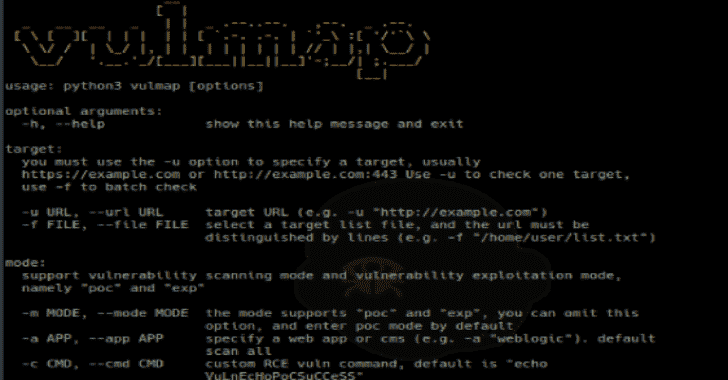 vulmap
usage: python3 vulmap [options]
optional arguments:
-h, --help show this help message and exit
target:
you must use the -u option to specify a target, usually
https://example.com or http://example.com:443 Use -u to check one target,
use -f to batch check
-u URL, --url URL target URL (e.g. -u "http://example.com")
-f FILE, --file FILE select a target list file, and the url must be
distinguished by lines (e.g. -f "/home/user/list.txt")
mode:
support vulnerability scanning mode and vulnerability exploitation mode,
namely "poc" and "exp"
-m MODE, --mode MODE the mode supports "poc" and "exp", you can omit this
option, and enter poc mode by default
-a APP, --app APP specify a web app or cms (e.g. -a "weblogic"). default
scan all
-c CMD, --cmd CMD custom RCE vuln command, default is "echo
VuLnEcHoPoCSuCCeSS"